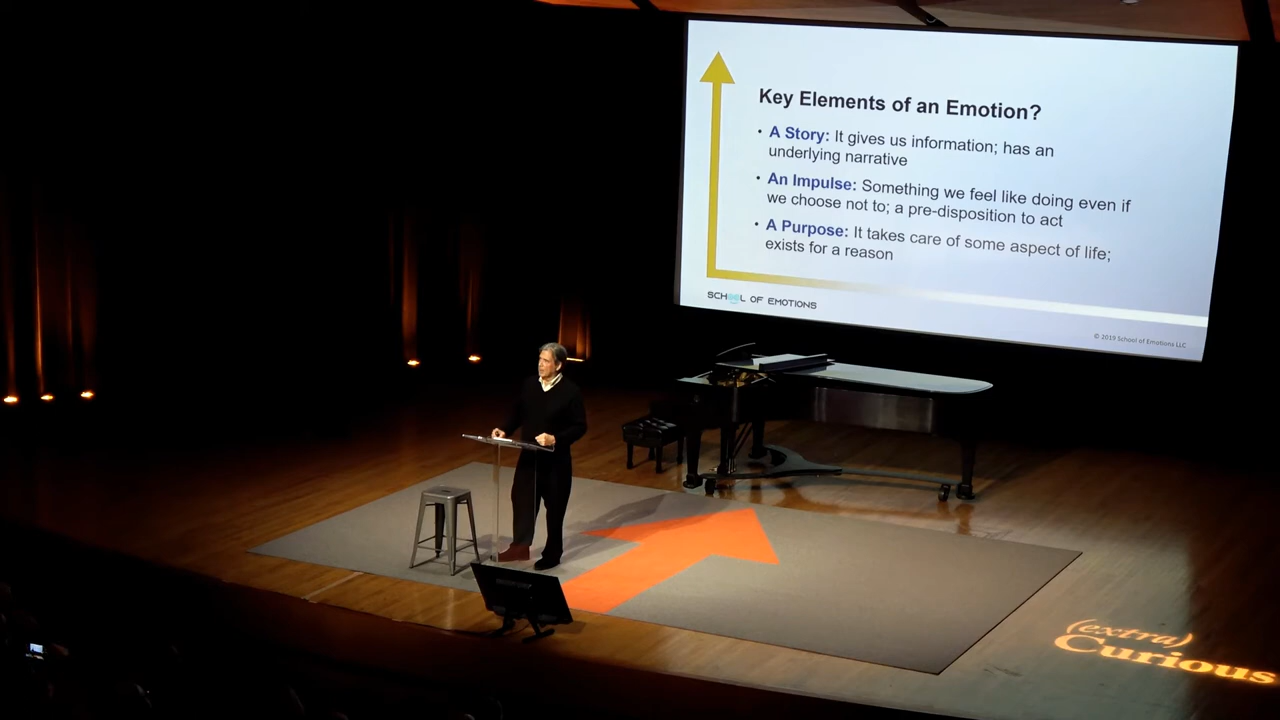 Key Elements of an Emotion?
• A Story: It gives us information; has an
underlying narrative
• An Impulse: Something we feel like doing even if
we choose not to; a pre-disposition to act
• A Purpose: It takes care of some aspect of life;
exists for a reason
SCHOOL OF EMOTIONS
© 2019 School of Emotions LLC
(extra)
Curious